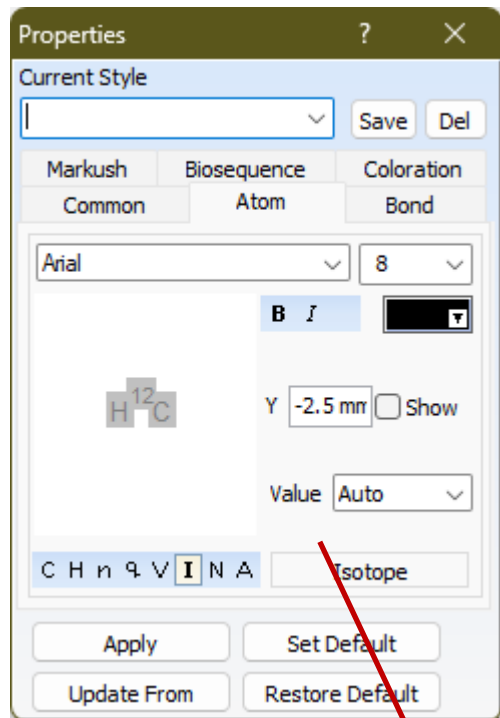 Properties ? ×
Current Style
Save Del
Markush Biosequence Coloration
Common Atom Bond
Arial 8
B I
H 12C
Y -2.5 mm Show
Value Auto
C H n q V I N A Isotope
Apply Set Default
Update From Restore Default